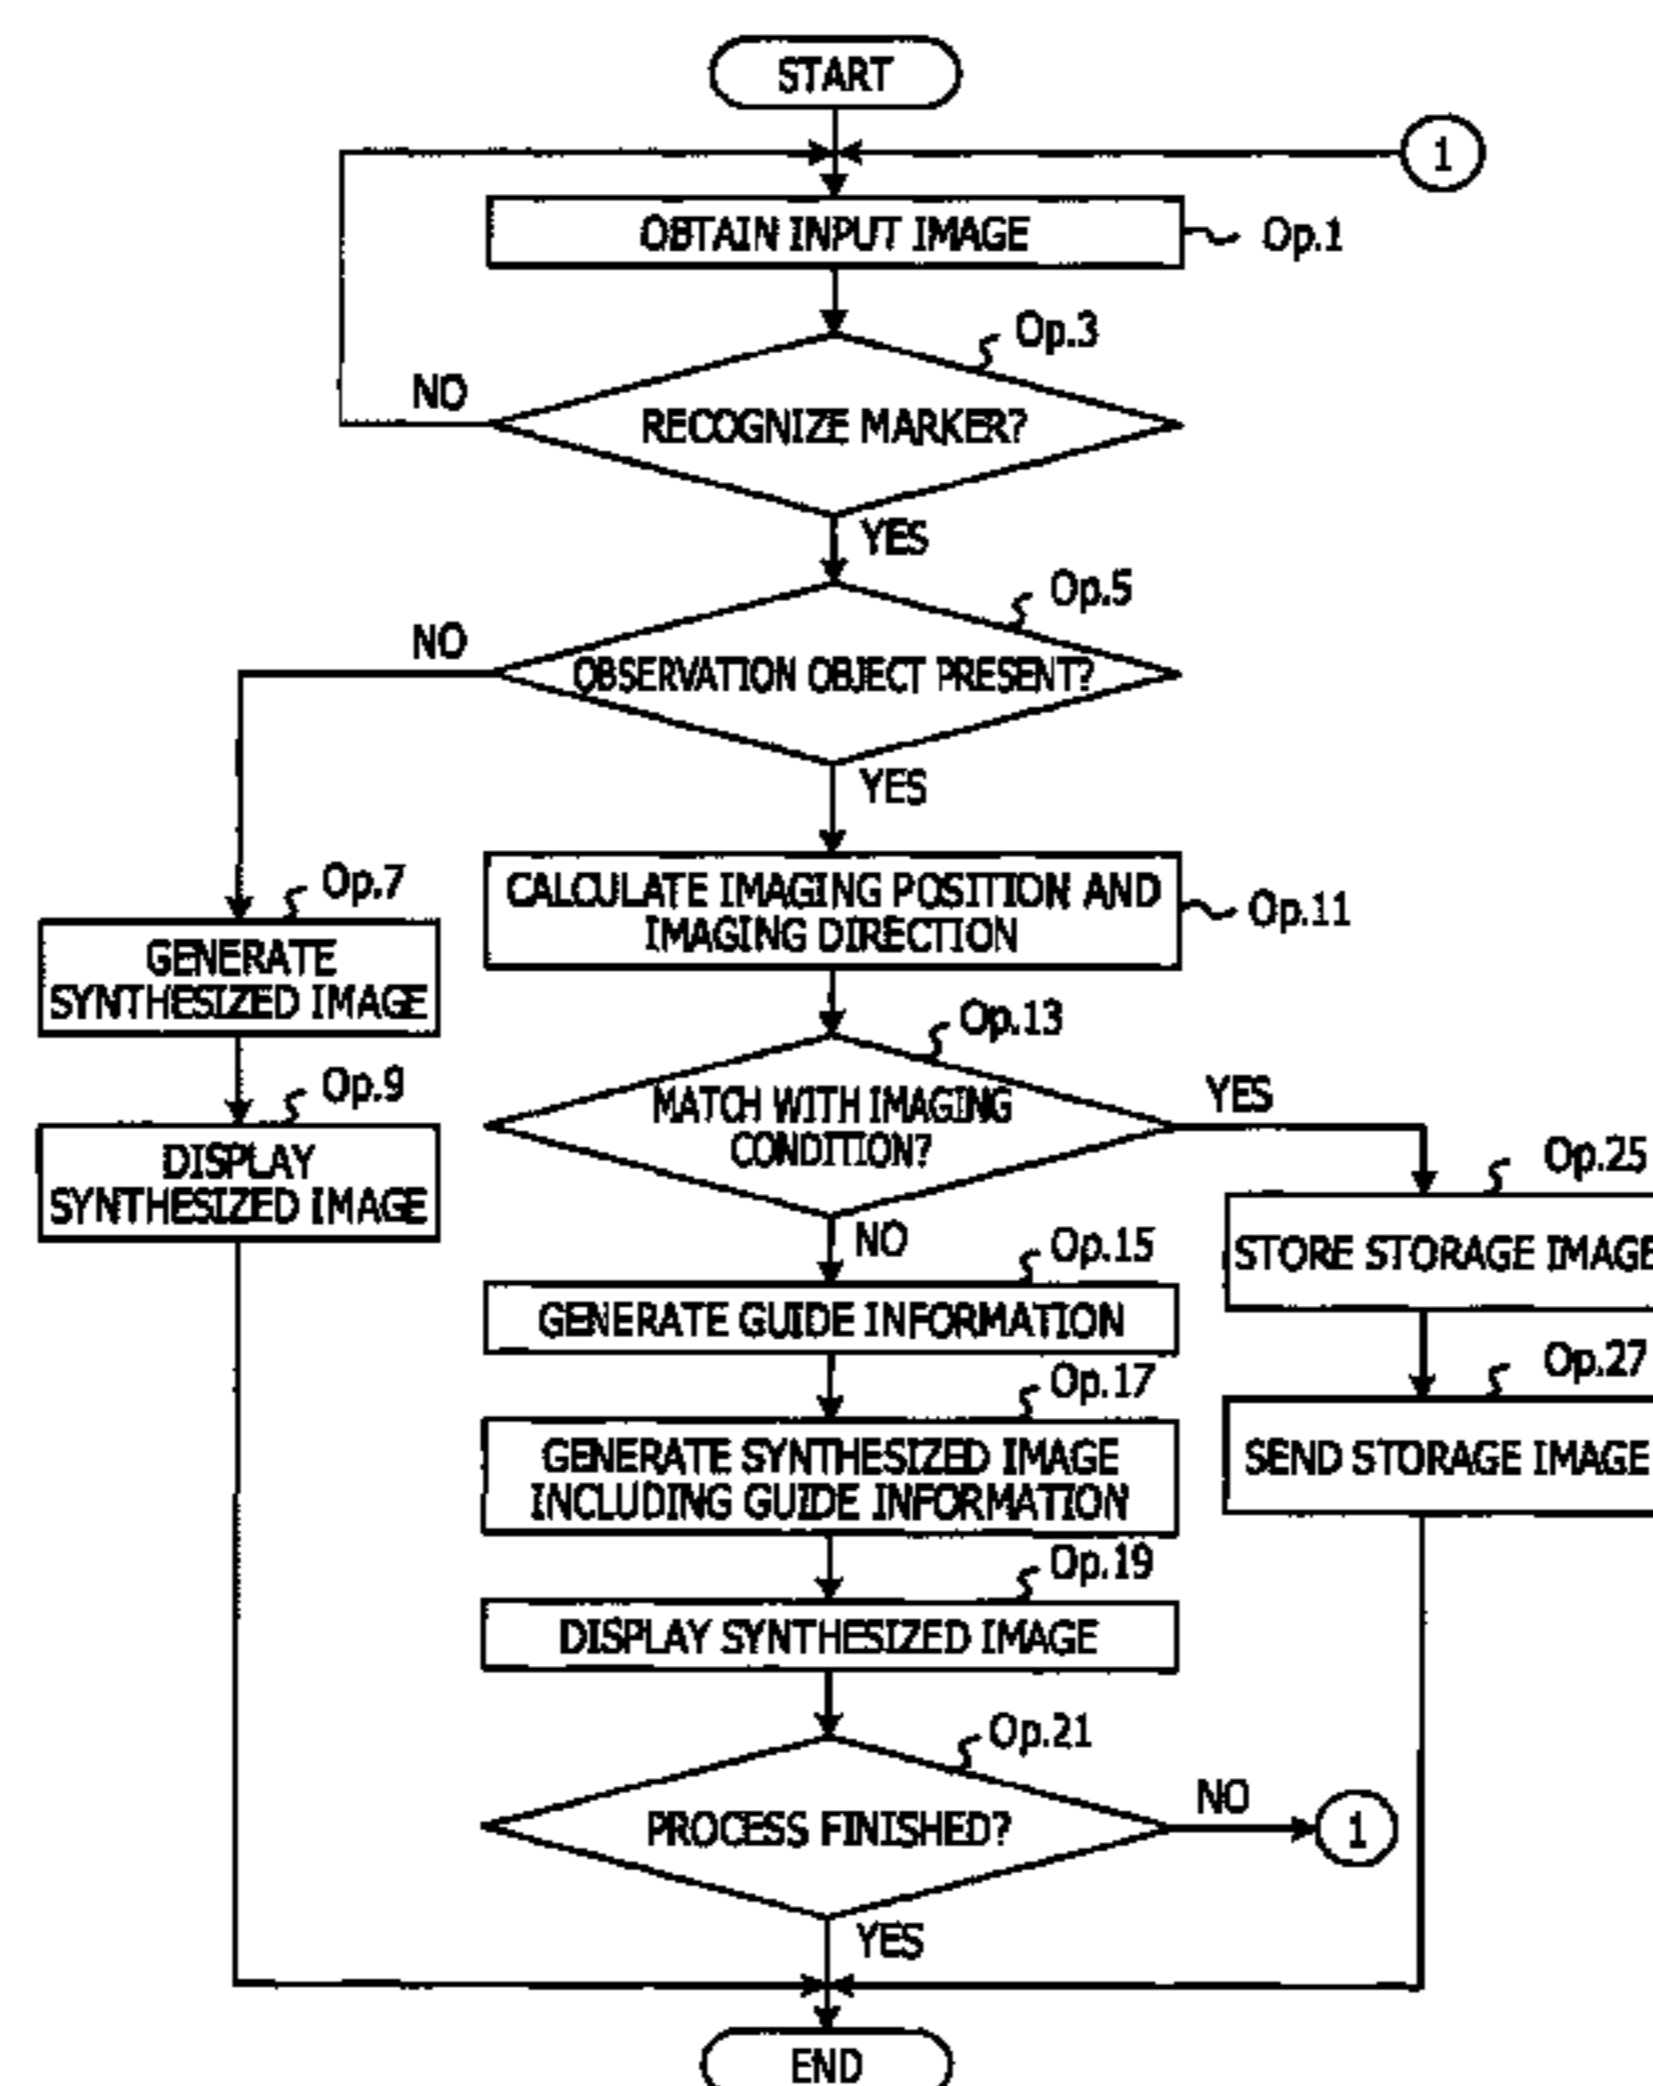 START
1
OBTAIN INPUT IMAGE
Op.1
Op.3
NO
RECOGNIZE MARKER?
YES
Op.5
NO
OBSERVATION OBJECT PRESENT?
YES
Op.7
GENERATE
SYNTHESIZED IMAGE
CALCULATE IMAGING POSITION AND
IMAGING DIRECTION
Op.11
Op.9
DISPLAY
SYNTHESIZED IMAGE
Op.13
MATCH WITH IMAGING
CONDITION?
YES
NO
Op.25
STORE STORAGE IMAGE
Op.15
GENERATE GUIDE INFORMATION
Op.27
SEND STORAGE IMAGE
Op.17
GENERATE SYNTHESIZED IMAGE
INCLUDING GUIDE INFORMATION
Op.19
DISPLAY SYNTHESIZED IMAGE
Op.21
PROCESS FINISHED?
NO
1
YES
END